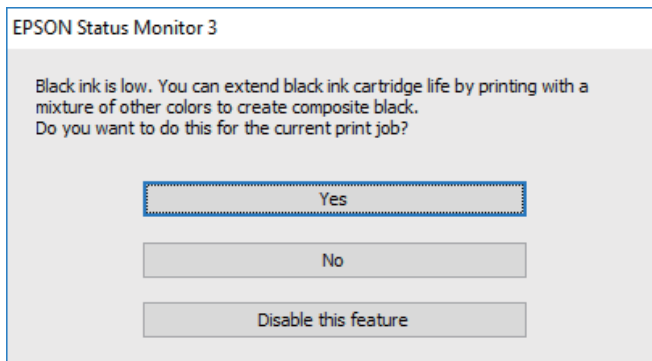 EPSON Status Monitor 3
Black ink is low. You can extend black ink cartridge life by printing with a
mixture of other colors to create composite black.
Do you want to do this for the current print job?
Yes
No
Disable this feature